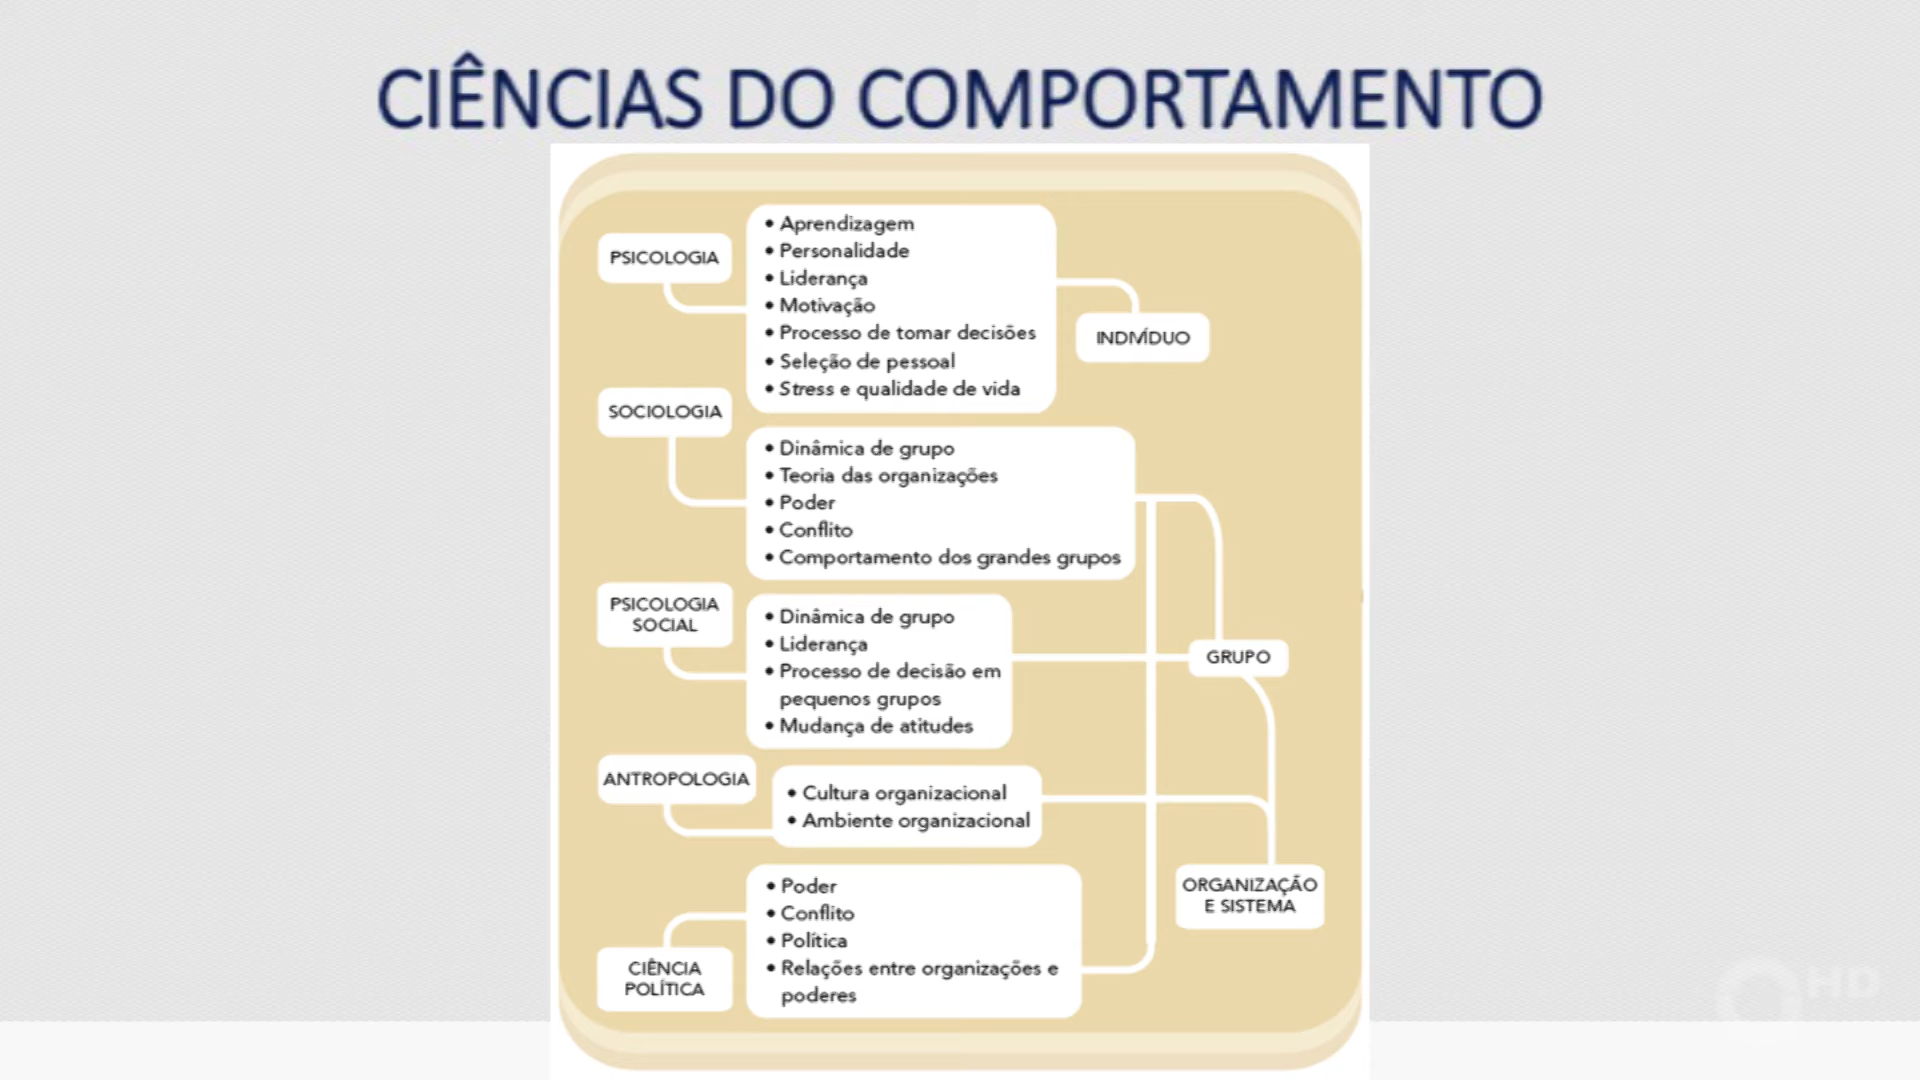 CIÊNCIAS DO COMPORTAMENTO
PSICOLOGIA
• Aprendizagem
• Personalidade
• Liderança
• Motivação
• Processo de tomar decisões
• Seleção de pessoal
• Stress e qualidade de vida
INDIVÍDUO
SOCIOLOGIA
• Dinâmica de grupo
• Teoria das organizações
• Poder
• Conflito
• Comportamento dos grandes grupos
PSICOLOGIA
SOCIAL
• Dinâmica de grupo
• Liderança
• Processo de decisão em
pequenos grupos
• Mudança de atitudes
GRUPO
ANTROPOLOGIA
• Cultura organizacional
• Ambiente organizacional
ORGANIZAÇÃO
E SISTEMA
CIÊNCIA
POLÍTICA
• Poder
• Conflito
• Política
• Relações entre organizações e
poderes
HD